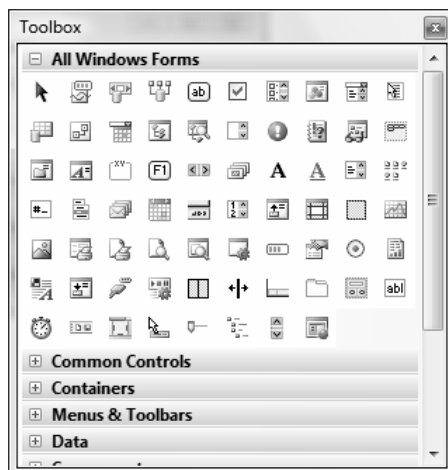 Toolbox
All Windows Forms
Common Controls
Containers
Menus & Toolbars
Data